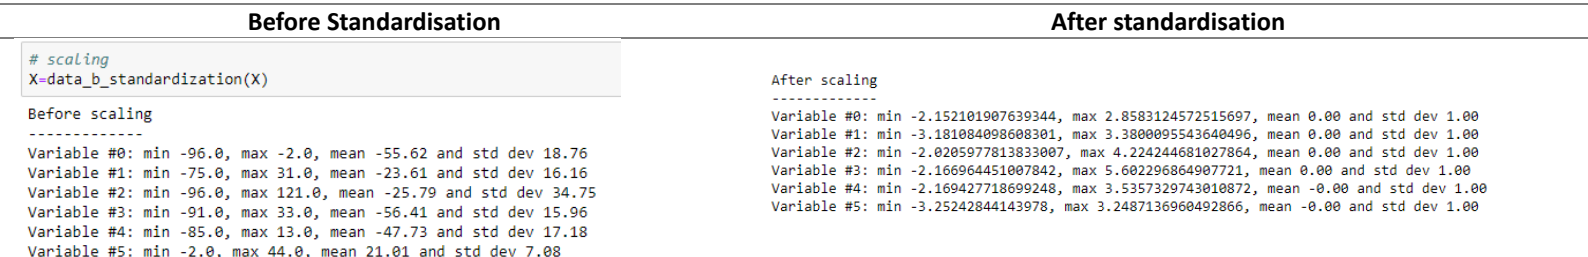 Before Standardisation
After standardisation
# scaling
X=data_b_standardization(X)
Before scaling
-------------
Variable #0: min -96.0, max -2.0, mean -55.62 and std dev 18.76
Variable #1: min -75.0, max 31.0, mean -23.61 and std dev 16.16
Variable #2: min -96.0, max 121.0, mean -25.79 and std dev 34.75
Variable #3: min -91.0, max 33.0, mean -56.41 and std dev 15.96
Variable #4: min -85.0, max 13.0, mean -47.73 and std dev 17.18
Variable #5: min -2.0, max 44.0, mean 21.01 and std dev 7.08
After scaling
-------------
Variable #0: min -2.152101907639344, max 2.8583124572515697, mean 0.00 and std dev 1.00
Variable #1: min -3.181084098608301, max 3.3800095543640496, mean 0.00 and std dev 1.00
Variable #2: min -2.0205977813833007, max 4.224244681027864, mean 0.00 and std dev 1.00
Variable #3: min -2.166964451007842, max 5.602296864907721, mean 0.00 and std dev 1.00
Variable #4: min -2.169427718699248, max 3.5357329743010872, mean -0.00 and std dev 1.00
Variable #5: min -3.25242844143978, max 3.2487136960492866, mean -0.00 and std dev 1.00